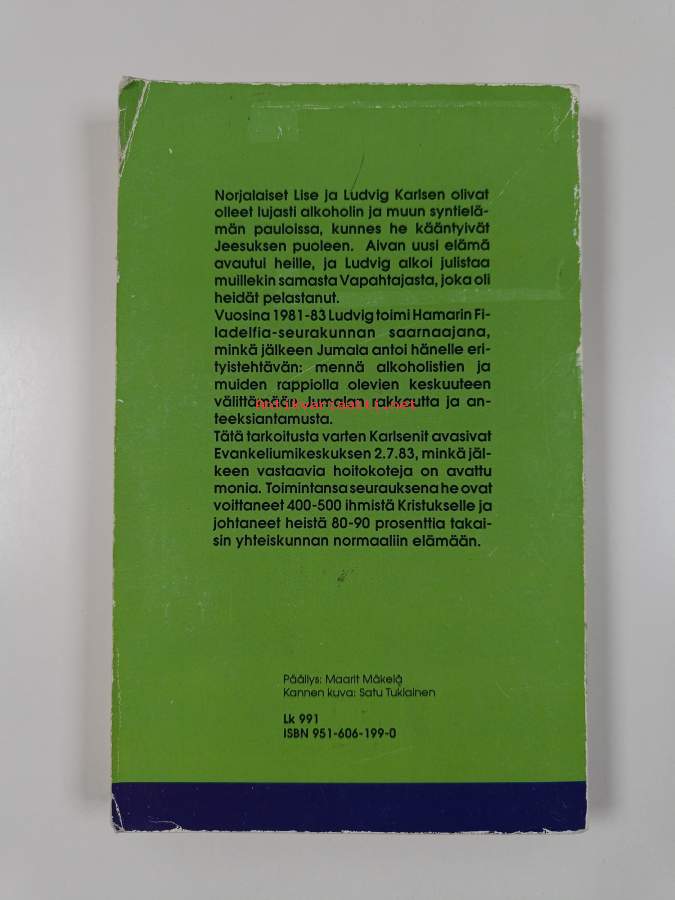 Norjalaiset Lise ja Ludvig Karlsen olivat
olleet lujasti alkoholin ja muun syntielä-
män pauloissa, kunnes he kääntyivät
Jeesuksen puoleen. Aivan uusi elämä
avautui heille, ja Ludvig alkoi julistaa
muillekin samasta Vapahtajasta, joka oli
heidät pelastanut.
Vuosina 1981-83 Ludvig toimi Hamarin Fi-
ladelfia-seurakunnan saarnaajana,
minkä jälkeen Jumala antoi hänelle eri-
tyistehtävän: mennä alkoholistien ja
muiden rappiolla olevien keskuuteen
välittämään Jumalan rakkautta ja an-
Antikvariaatti.net
teeksiantamusta.
Tätä tarkoitusta varten Karlsenit avasivat
Evankeliumikeskuksen 2.7.83, minkä jäl-
keen vastaavia hoitokoteja on avattu
monia. Toimintansa seurauksena he ovat
voittaneet 400-500 ihmistä Kristukselle ja
johtaneet heistä 80-90 prosenttia takai-
sin yhteiskunnan normaaliin elämään.
Päällys: Maarit Mäkelä
Kannen kuva: Satu Tukiainen
Lk 991
ISBN 951-606-199-0